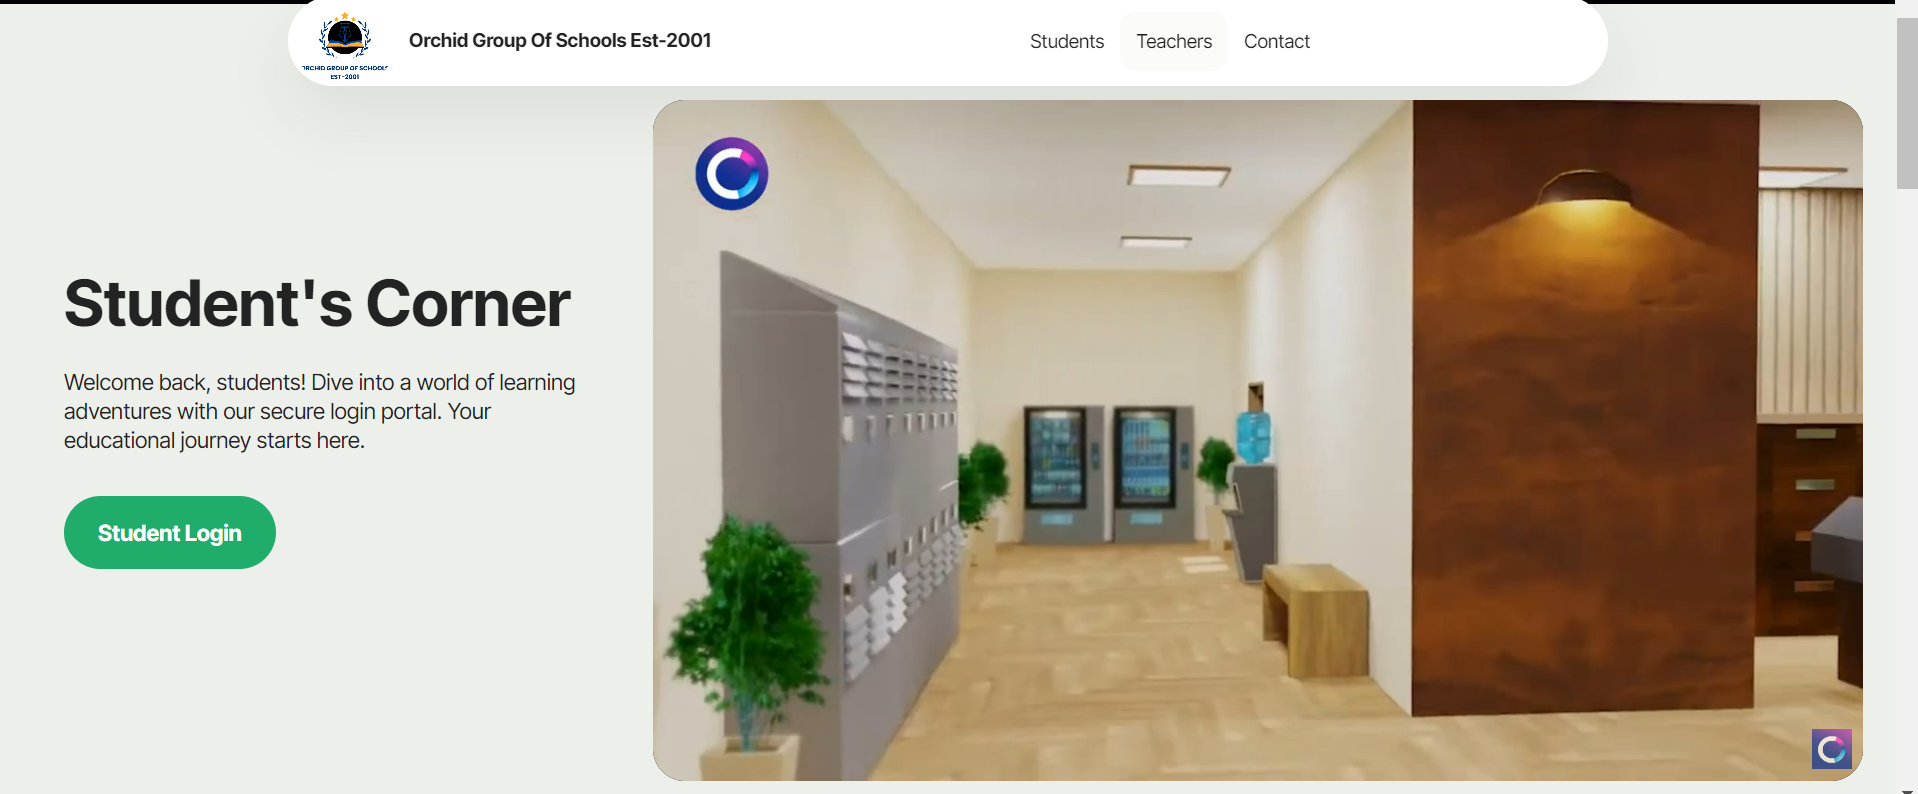 ORCHID GROUP OF SCHOOLS
EST-2001
Orchid Group Of Schools Est-2001
Students
Teachers
Contact
Student's Corner
Welcome back, students! Dive into a world of learning
adventures with our secure login portal. Your
educational journey starts here.
Student Login